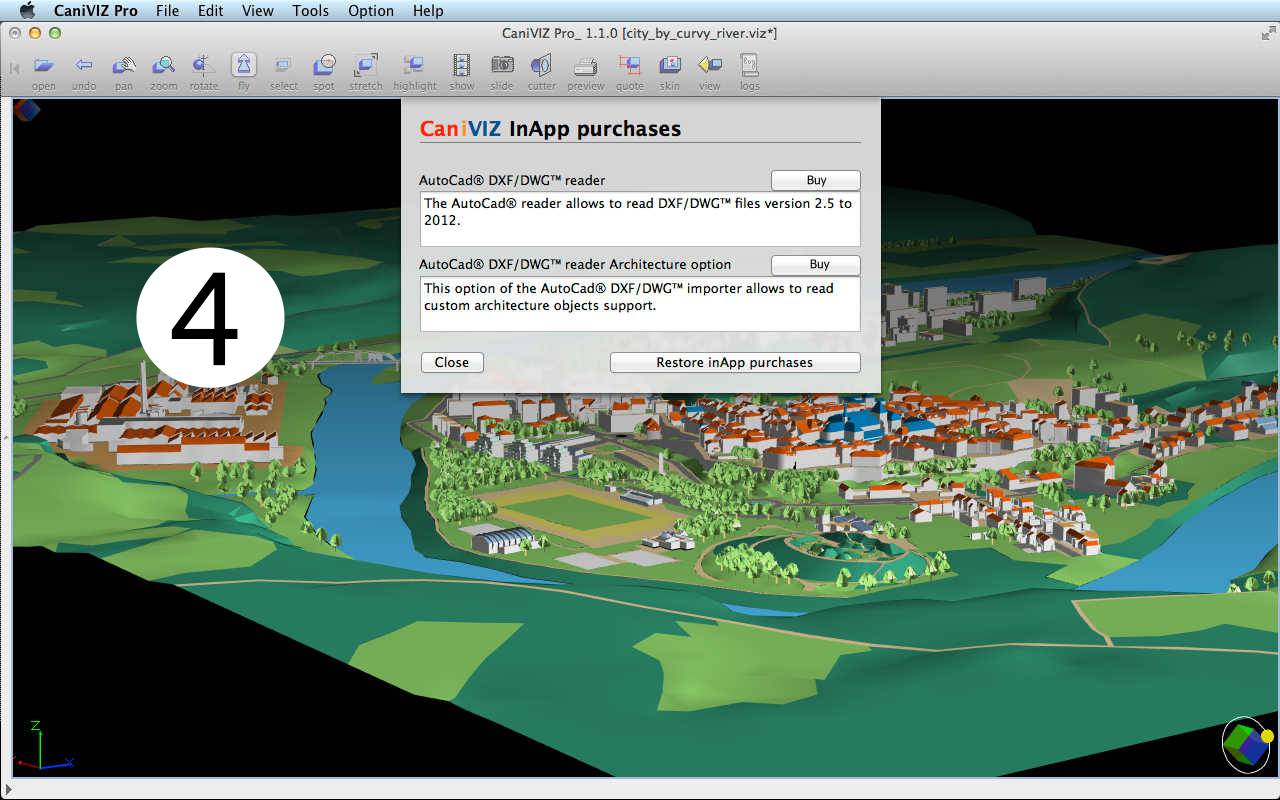 CaniVIZ Pro File Edit View Tools Option Help
CaniVIZ Pro_ 1.1.0 [city_by_curvy_river.viz*]
open undo pan zoom rotate fly select spot stretch highlight show slide cutter preview quote skin view logs
CaniVIZ InApp purchases
AutoCad® DXF/DWG™ reader Buy
The AutoCad® reader allows to read DXF/DWG™ files version 2.5 to
2012.
AutoCad® DXF/DWG™ reader Architecture option Buy
This option of the AutoCad® DXF/DWG™ importer allows to read
custom architecture objects support.
Close Restore inApp purchases
4
Z
X